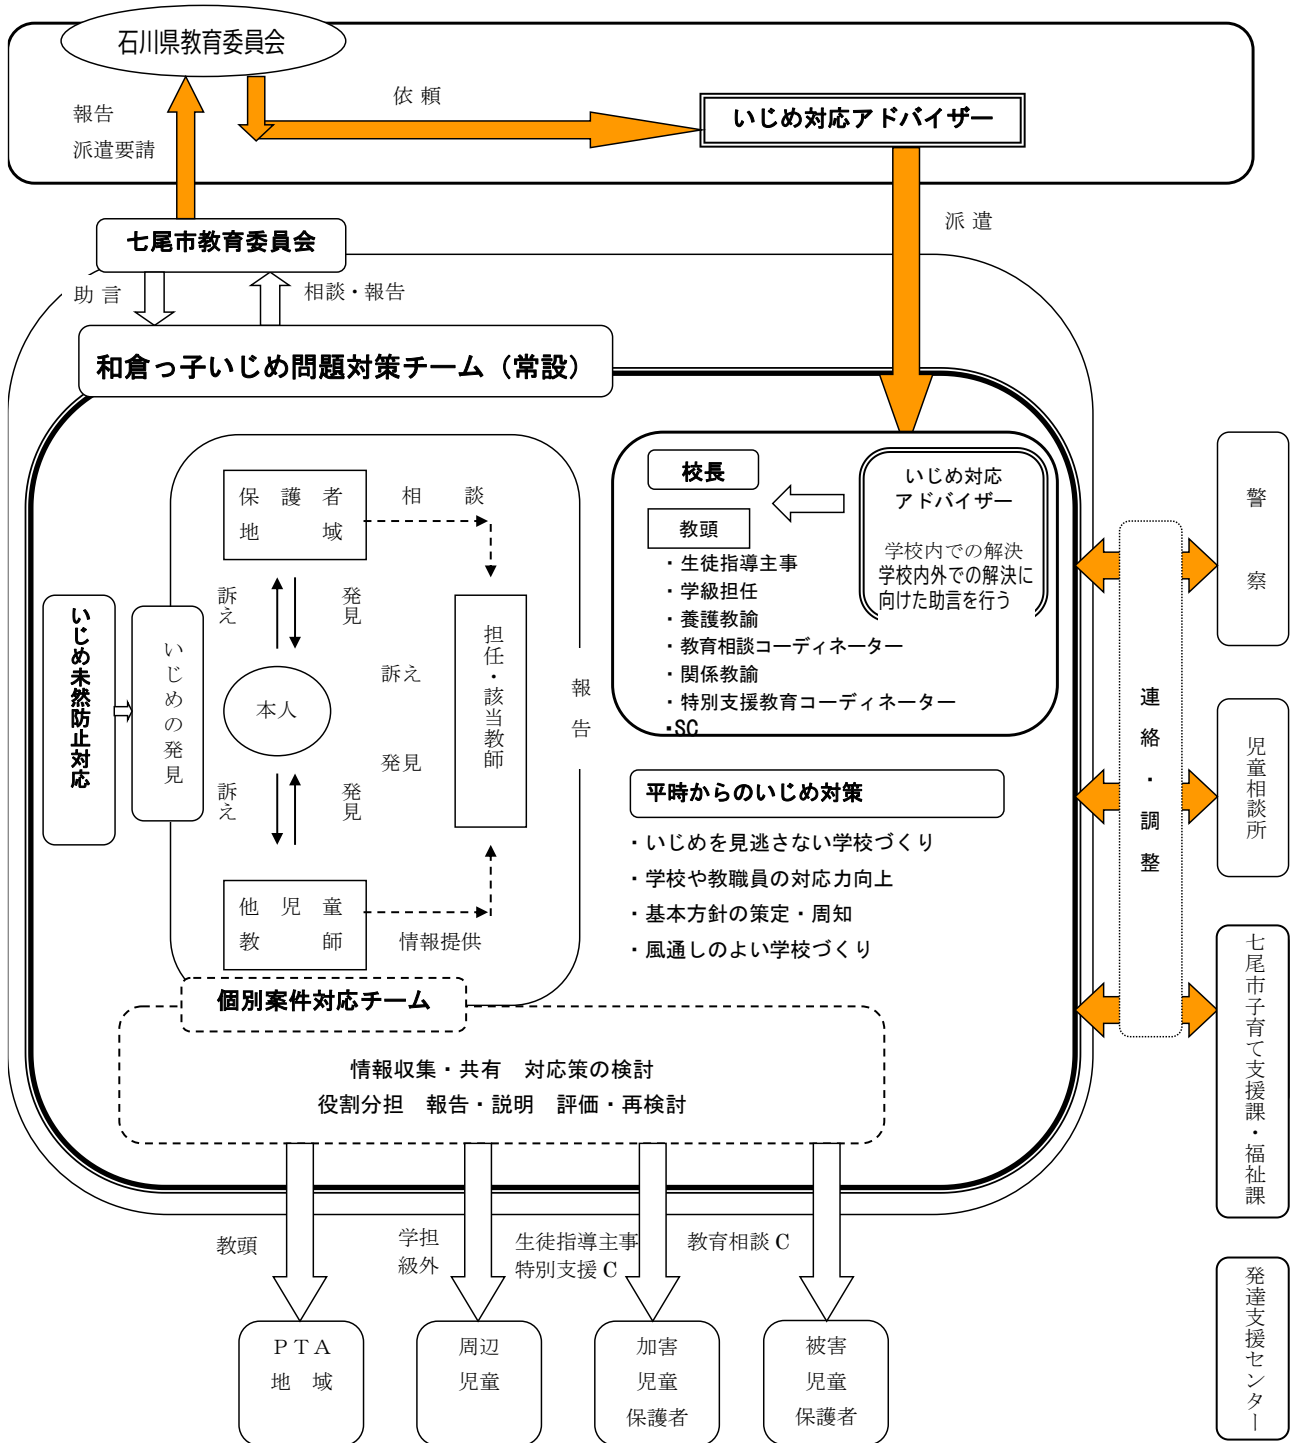 石川県教育委員会
報告
派遣要請
依 頼
いじめ対応アドバイザー
派 遣
七尾市教育委員会
助 言
相談・報告
和倉っ子いじめ問題対策チーム（常設）
いじめ未然防止対応
いじめの発見
保 護 者
地 域
相 談
訴え
発見
本人
訴え
発見
訴え
発見
担任・該当教師
報告
他 児 童
教 師
情報提供
校長
教頭
・生徒指導主事
・学級担任
・養護教諭
・教育相談コーディネーター
・関係教諭
・特別支援教育コーディネーター
・SC
いじめ対応
アドバイザー
学校内での解決
学校内外での解決に
向けた助言を行う
平時からのいじめ対策
・いじめを見逃さない学校づくり
・学校や教職員の対応力向上
・基本方針の策定・周知
・風通しのよい学校づくり
個別案件対応チーム
情報収集・共有　対応策の検討
役割分担　報告・説明　評価・再検討
連絡・調整
警察
児童相談所
七尾市子育て支援課・福祉課
発達支援センター
教頭
学担
級外
生徒指導主事
特別支援 C
教育相談 C
ＰＴＡ
地 域
周辺
児童
加害
児童
保護者
被害
児童
保護者